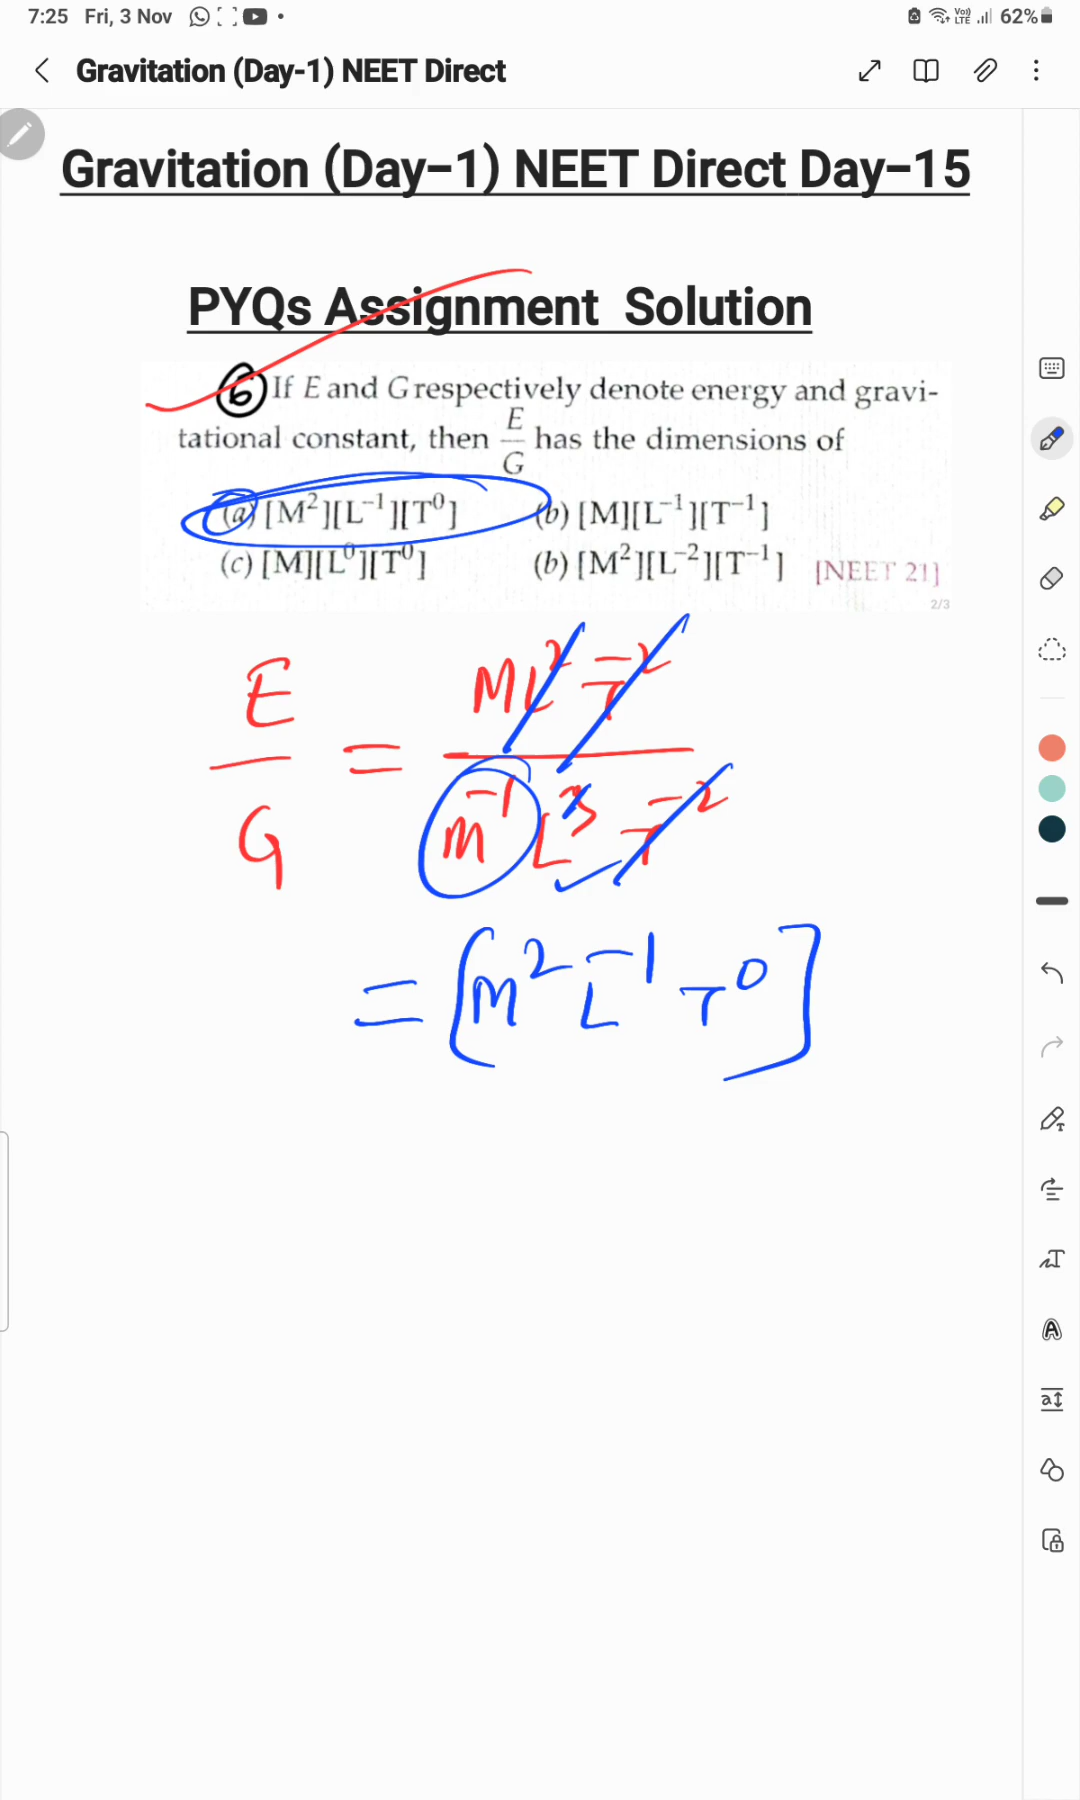 7:25 Fri, 3 Nov
Vo)) LTE 62%
Gravitation (Day-1) NEET Direct
Gravitation (Day–1) NEET Direct Day–15
PYQs Assignment Solution
6 If E and G respectively denote energy and gravi-
tational constant, then E/G has the dimensions of
(a) [M²][L⁻¹][T⁰] (b) [M][L⁻¹][T⁻¹]
(c) [M][L⁰][T⁰] (b) [M²][L⁻²][T⁻¹] [NEET 21]
2/3
E/G = ML²T⁻²/M⁻¹L³T⁻²
= [M²L⁻¹T⁰]